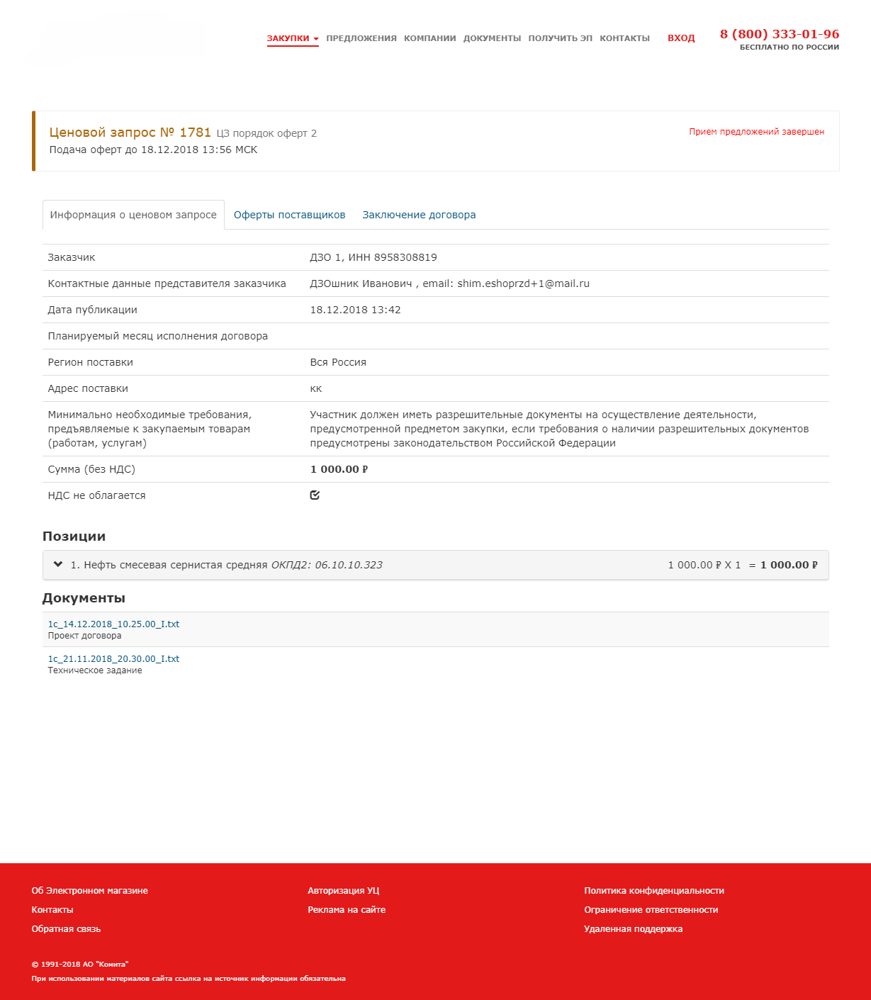 ЗАКУПКИ ПРЕДЛОЖЕНИЯ КОМПАНИИ ДОКУМЕНТЫ ПОЛУЧИТЬ ЭП КОНТАКТЫ ВХОД 8 (800) 333-01-96
БЕСПЛАТНО ПО РОССИИ
Ценовой запрос № 1781 ЦЗ порядок оферт 2 Прием предложений завершен
Подача оферт до 18.12.2018 13:56 МСК
Информация о ценовом запросе Оферты поставщиков Заключение договора
Заказчик ДЗО 1, ИНН 8958308819
Контактные данные представителя заказчика ДЗОшник Иванович , email: shim.eshoprzd+1@mail.ru
Дата публикации 18.12.2018 13:42
Планируемый месяц исполнения договора
Регион поставки Вся Россия
Адрес поставки кк
Минимально необходимые требования, Участник должен иметь разрешительные документы на осуществление деятельности,
предъявляемые к закупаемым товарам предусмотренной предметом закупки, если требования о наличии разрешительных документов
(работам, услугам) предусмотрены законодательством Российской Федерации
Сумма (без НДС) 1 000.00 ₽
НДС не облагается
Позиции
1. Нефть смесевая сернистая средняя ОКПД2: 06.10.10.323 1 000.00 ₽ X 1 = 1 000.00 ₽
Документы
1c_14.12.2018_10.25.00_I.txt
Проект договора
1c_21.11.2018_20.30.00_I.txt
Техническое задание
Об Электронном магазине Авторизация УЦ Политика конфиденциальности
Контакты Реклама на сайте Ограничение ответственности
Обратная связь Удаленная поддержка
© 1991-2018 АО "Комита"
При использовании материалов сайта ссылка на источник информации обязательна